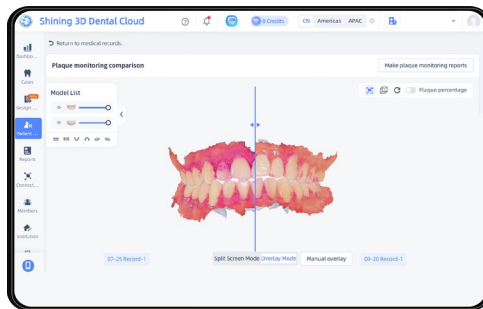 Shining 3D Dental Cloud
0 Credits
CN Americas APAC
Return to medical records.
Plaque monitoring comparison
Make plaque monitoring reports
Dashbo...
Cases
Design ...
Patient ...
Reports
Connect...
Members
Institution
Model List
Plaque percentage
07-25 Record-1
Split Screen Mode
Overlay Mode
Manual overlay
09-20 Record-1